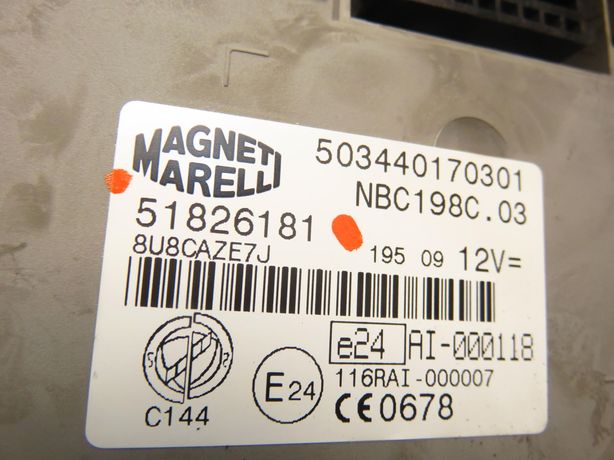 MAGNETI
MARELLI
503440170301
NBC198C.03
51826181
195 09 12V=
8U8CAZE7J
e24 AI-000118
116RAI-000007
E24
CE0678
C144